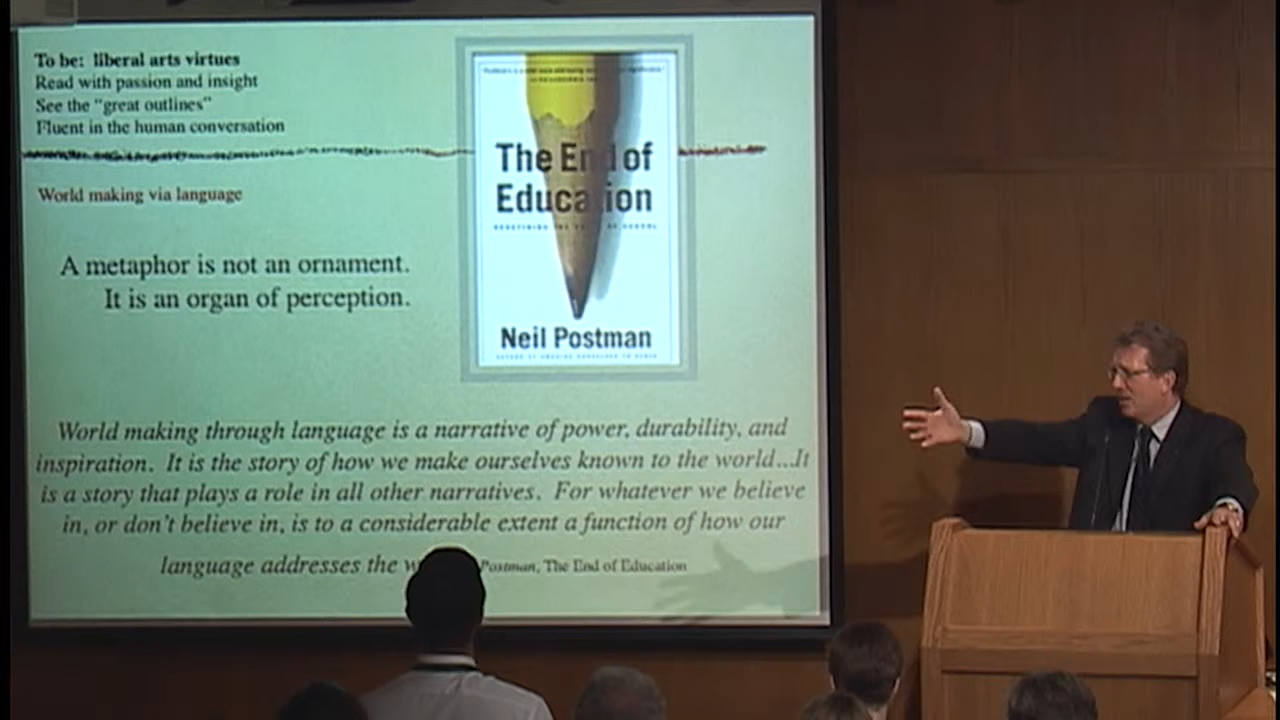 To be: liberal arts virtues
Read with passion and insight
See the "great outlines"
Fluent in the human conversation
World making via language
A metaphor is not an ornament.
It is an organ of perception.
The End of
Education
Neil Postman
World making through language is a narrative of power, durability, and
inspiration. It is the story of how we make ourselves known to the world...It
is a story that plays a role in all other narratives. For whatever we believe
in, or don't believe in, is to a considerable extent a function of how our
language addresses the
Postman, The End of Education